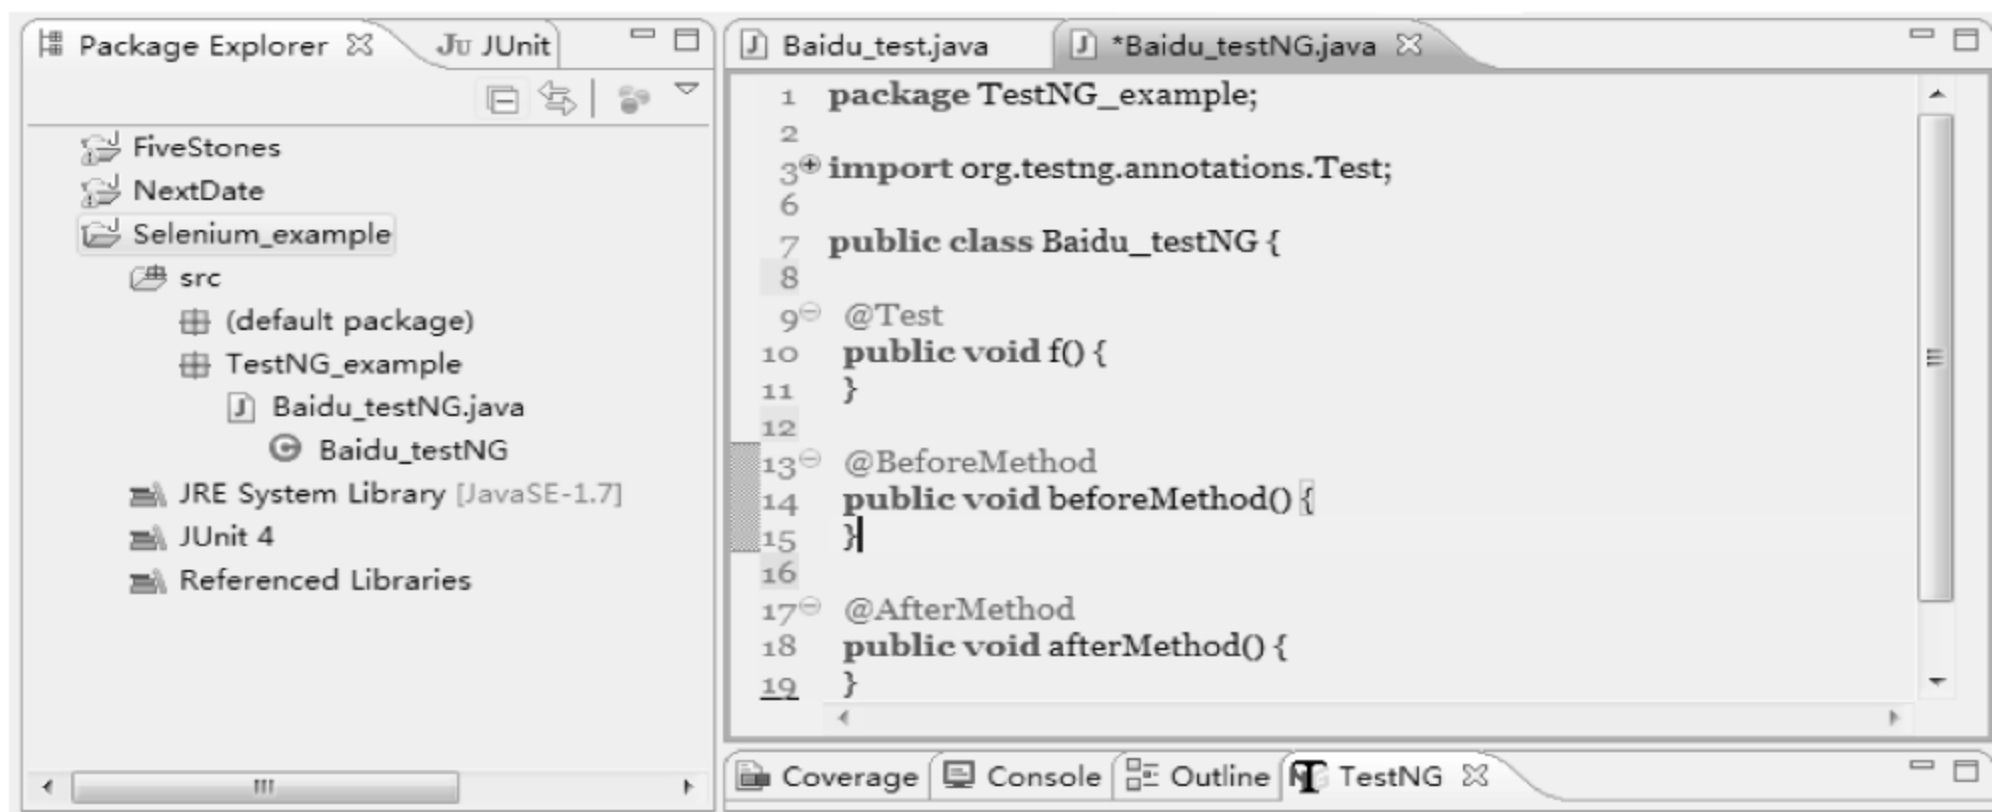 Package Explorer
JUnit
FiveStones
NextDate
Selenium_example
src
(default package)
TestNG_example
Baidu_testNG.java
Baidu_testNG
JRE System Library [JavaSE-1.7]
JUnit 4
Referenced Libraries
Baidu_test.java
*Baidu_testNG.java
1 package TestNG_example;
2
3 import org.testng.annotations.Test;
6
7 public class Baidu_testNG {
8
9 @Test
10 public void f() {
11 }
12
13 @BeforeMethod
14 public void beforeMethod() {
15 }
16
17 @AfterMethod
18 public void afterMethod() {
19 }
Coverage
Console
Outline
TestNG